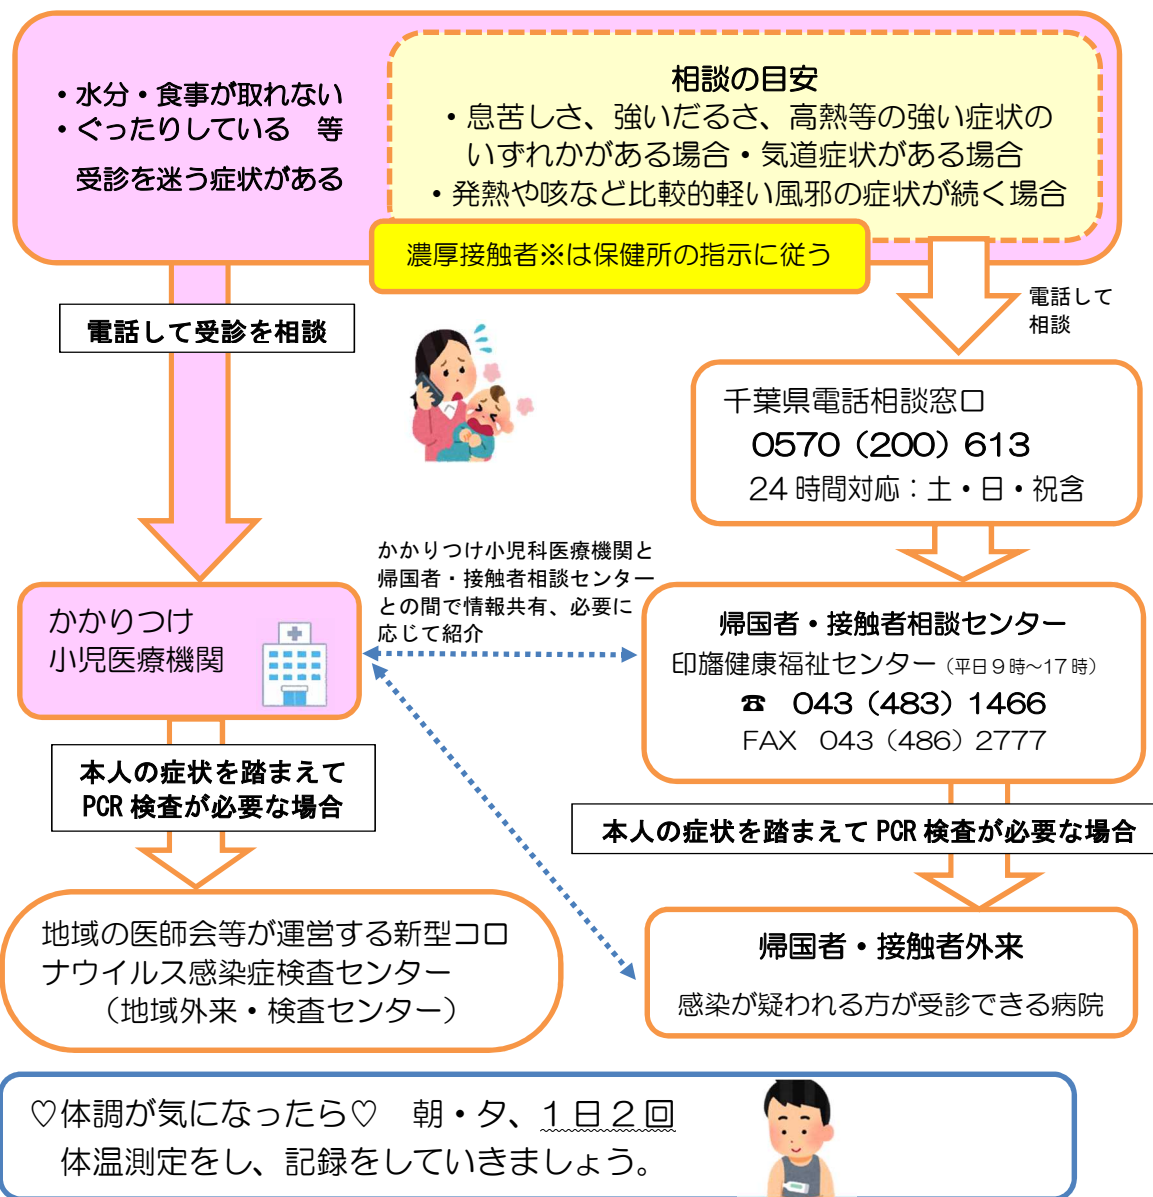 ・水分・食事が取れない
・ぐったりしている 等
受診を迷う症状がある
相談の目安
・息苦しさ、強いだるさ、高熱等の強い症状の
いずれかがある場合・気道症状がある場合
・発熱や咳など比較的軽い風邪の症状が続く場合
濃厚接触者※は保健所の指示に従う
電話して受診を相談
電話して
相談
千葉県電話相談窓口
0570（200）613
24時間対応：土・日・祝含
かかりつけ小児科医療機関と
帰国者・接触者相談センター
との間で情報共有、必要に
応じて紹介
かかりつけ
小児医療機関
帰国者・接触者相談センター
印旛健康福祉センター（平日９時～17時）
☎ 043（483）1466
FAX 043（486）2777
本人の症状を踏まえて
PCR検査が必要な場合
本人の症状を踏まえてPCR検査が必要な場合
地域の医師会等が運営する新型コロ
ナウイルス感染症検査センター
（地域外来・検査センター）
帰国者・接触者外来
感染が疑われる方が受診できる病院
♡体調が気になったら♡ 朝・夕、１日２回
体温測定をし、記録をしていきましょう。